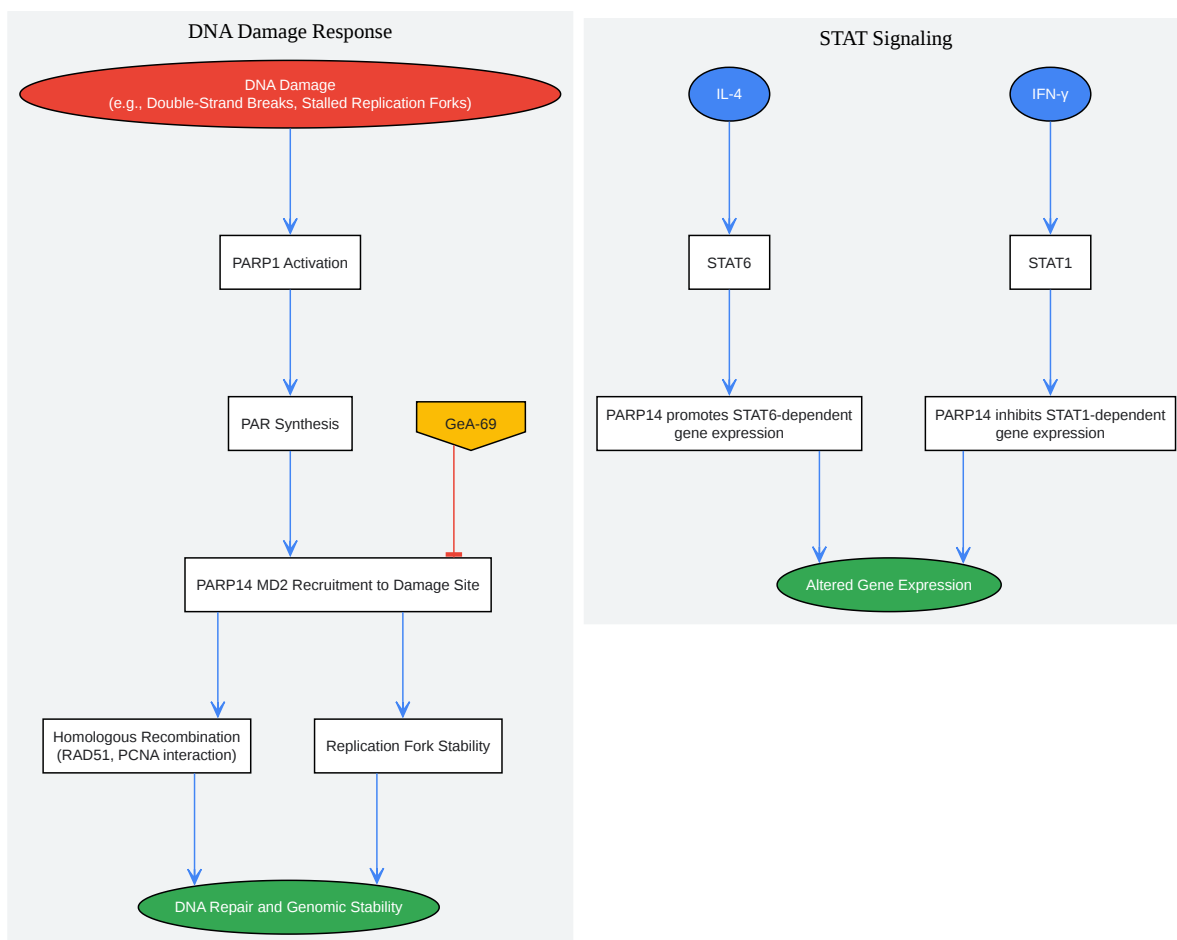 DNA Damage Response
DNA Damage
(e.g., Double-Strand Breaks, Stalled Replication Forks)
PARP1 Activation
PAR Synthesis
GeA-69
PARP14 MD2 Recruitment to Damage Site
Homologous Recombination
(RAD51, PCNA interaction)
Replication Fork Stability
DNA Repair and Genomic Stability
STAT Signaling
IL-4
IFN-γ
STAT6
STAT1
PARP14 promotes STAT6-dependent
gene expression
PARP14 inhibits STAT1-dependent
gene expression
Altered Gene Expression